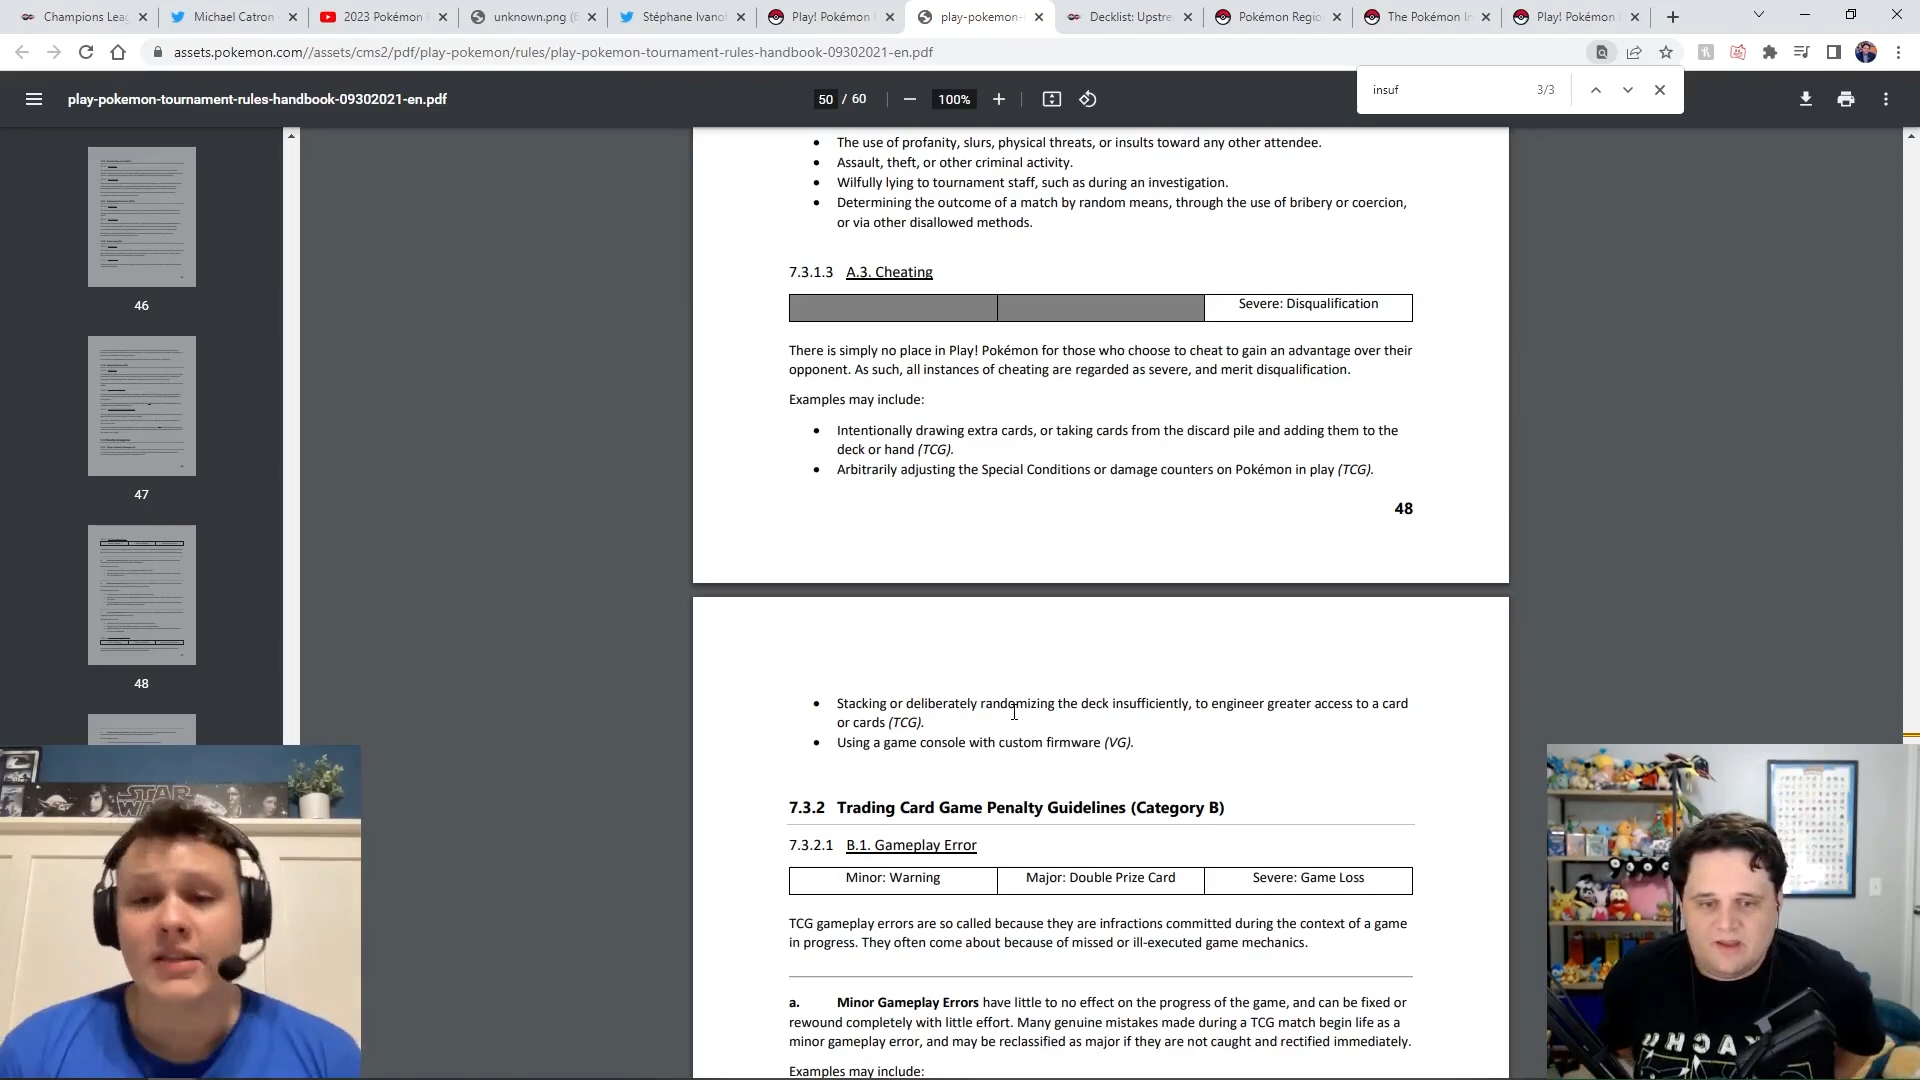 Champions Lea
Michael Catron
2023 Pokémon
unknown.png (6
Stéphane Ivanof
Play! Pokémon
play-pokemon-
Decklist: Upstre
Pokémon Regio
The Pokémon In
Play! Pokémon
assets.pokemon.com//assets/cms2/pdf/play-pokemon/rules/play-pokemon-tournament-rules-handbook-09302021-en.pdf
play-pokemon-tournament-rules-handbook-09302021-en.pdf
50 / 60
100%
insuf
3/3
46
47
48
The use of profanity, slurs, physical threats, or insults toward any other attendee.
Assault, theft, or other criminal activity.
Wilfully lying to tournament staff, such as during an investigation.
Determining the outcome of a match by random means, through the use of bribery or coercion,
or via other disallowed methods.
7.3.1.3 A.3. Cheating
Severe: Disqualification
There is simply no place in Play! Pokémon for those who choose to cheat to gain an advantage over their
opponent. As such, all instances of cheating are regarded as severe, and merit disqualification.
Examples may include:
Intentionally drawing extra cards, or taking cards from the discard pile and adding them to the
deck or hand (TCG).
Arbitrarily adjusting the Special Conditions or damage counters on Pokémon in play (TCG).
48
Stacking or deliberately randomizing the deck insufficiently, to engineer greater access to a card
or cards (TCG).
Using a game console with custom firmware (VG).
7.3.2 Trading Card Game Penalty Guidelines (Category B)
7.3.2.1 B.1. Gameplay Error
Minor: Warning
Major: Double Prize Card
Severe: Game Loss
TCG gameplay errors are so called because they are infractions committed during the context of a game
in progress. They often come about because of missed or ill-executed game mechanics.
a. Minor Gameplay Errors have little to no effect on the progress of the game, and can be fixed or
rewound completely with little effort. Many genuine mistakes made during a TCG match begin life as a
minor gameplay error, and may be reclassified as major if they are not caught and rectified immediately.
Examples may include:
STAR
WARS